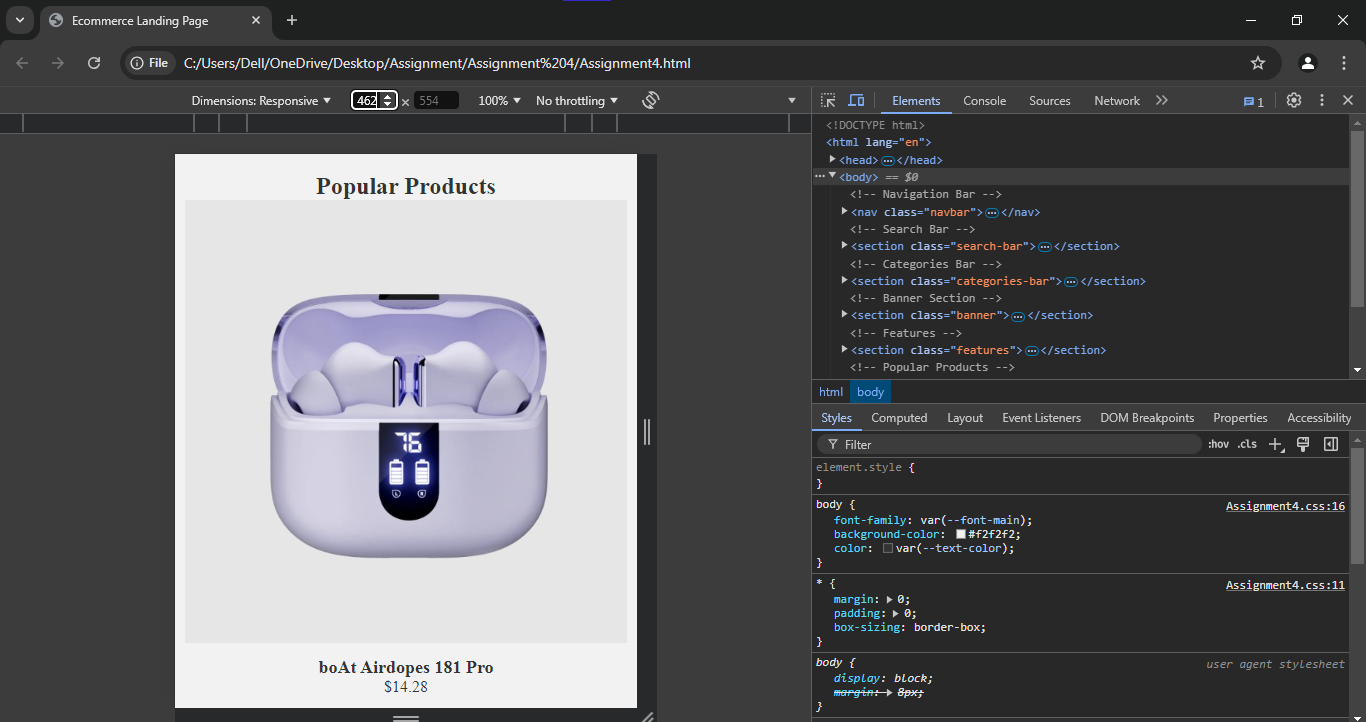 Ecommerce Landing Page
File C:/Users/Dell/OneDrive/Desktop/Assignment/Assignment%204/Assignment4.html
Dimensions: Responsive 462 × 554 100% No throttling
Popular Products
76
L R
boAt Airdopes 181 Pro
$14.28
Elements Console Sources Network 1
<!DOCTYPE html>
<html lang="en">
<head> … </head>
… <body> == $0
<!-- Navigation Bar -->
<nav class="navbar"> … </nav>
<!-- Search Bar -->
<section class="search-bar"> … </section>
<!-- Categories Bar -->
<section class="categories-bar"> … </section>
<!-- Banner Section -->
<section class="banner"> … </section>
<!-- Features -->
<section class="features"> … </section>
<!-- Popular Products -->
html body
Styles Computed Layout Event Listeners DOM Breakpoints Properties Accessibility
Filter :hov .cls
element.style {
}
body { Assignment4.css:16
font-family: var(--font-main);
background-color: #f2f2f2;
color: var(--text-color);
}
* { Assignment4.css:11
margin: 0;
padding: 0;
box-sizing: border-box;
}
body { user agent stylesheet
display: block;
margin: 8px;
}